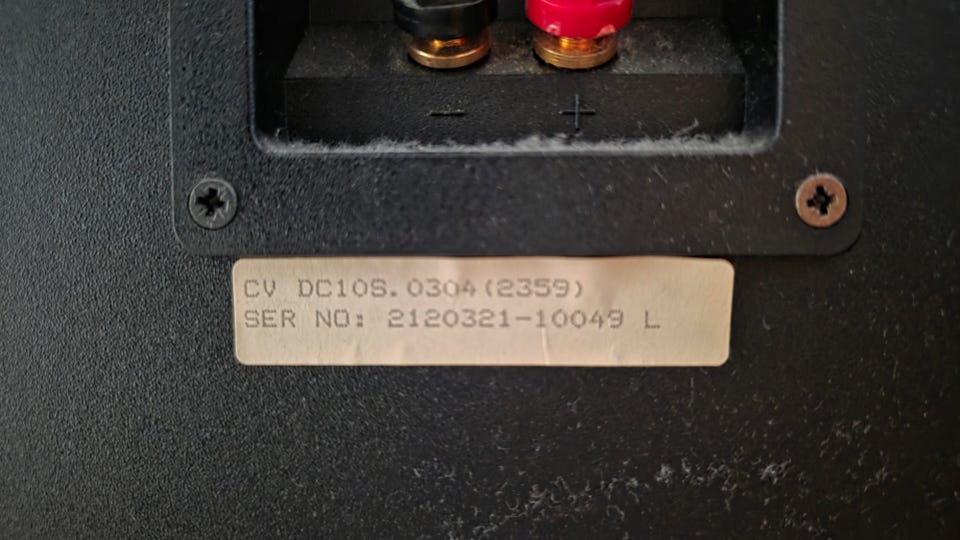 − +
CV DC10S.0304(2359)
SER NO: 2120321-10049 L